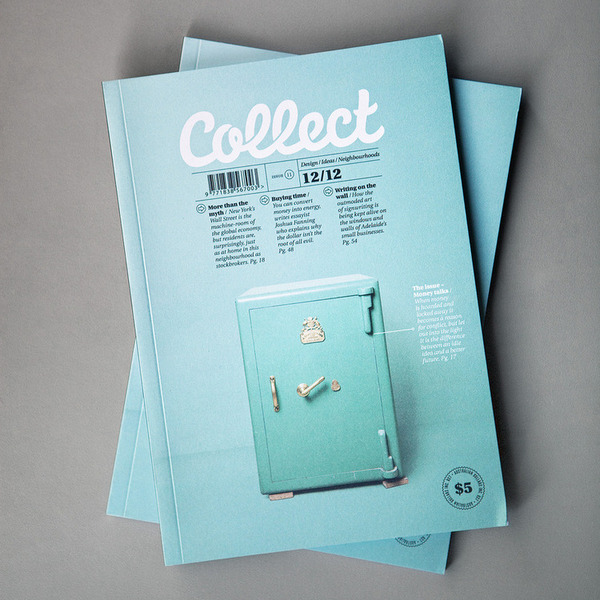 Collect
9 771838 567003 >
ISSUE 11
Design / Ideas / Neighbourhoods
12/12
More than the
myth / New York's
Wall Street is the
machine-room of
the global economy,
but residents are,
surprisingly, just
as at home in this
neighbourhood as
stockbrokers. Pg. 18
Buying time /
You can convert
money into energy,
writes essayist
Joshua Fanning
who explains why
the dollar isn't the
root of all evil.
Pg. 48
Writing on the
wall / How the
outmoded art
of signwriting is
being kept alive on
the windows and
walls of Adelaide's
small businesses.
Pg. 54
The issue –
Money talks /
When money
is hoarded and
locked away it
becomes a reason
for conflict, but let
out into the light
it is the difference
between an idle
idea and a better
future. Pg. 17
$5